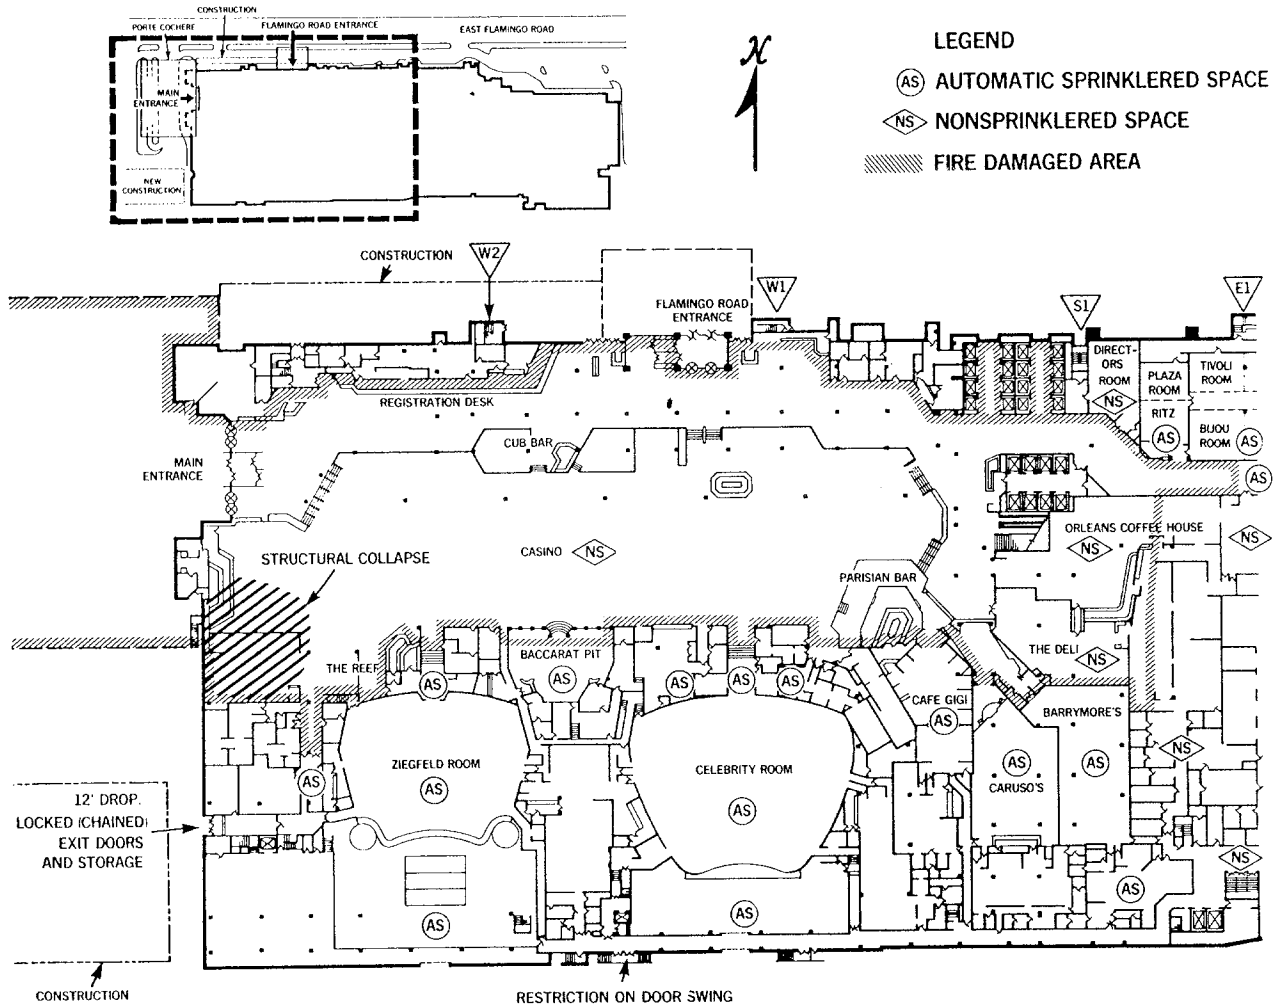 CONSTRUCTION
PORTE COCHERE
FLAMINGO ROAD ENTRANCE
EAST FLAMINGO ROAD
MAIN
ENTRANCE
NEW
CONSTRUCTION
N
LEGEND
AS AUTOMATIC SPRINKLERED SPACE
NS NONSPRINKLERED SPACE
FIRE DAMAGED AREA
CONSTRUCTION
W2
FLAMINGO ROAD
ENTRANCE
W1
S1
E1
DIRECT-
ORS
ROOM
NS
PLAZA
ROOM
TIVOLI
ROOM
RITZ
AS
BIJOU
ROOM
AS
AS
REGISTRATION DESK
CUB BAR
MAIN
ENTRANCE
STRUCTURAL COLLAPSE
CASINO NS
PARISIAN BAR
ORLEANS COFFEE HOUSE
NS
NS
THE REEF
BACCARAT PIT
AS
AS
AS
AS
AS
THE DELI
NS
CAFE GIGI
AS
BARRYMORE'S
AS
NS
AS
CARUSO'S
ZIEGFELD ROOM
AS
AS
CELEBRITY ROOM
AS
12' DROP.
LOCKED (CHAINED)
EXIT DOORS
AND STORAGE
NS
AS
AS
AS
CONSTRUCTION
RESTRICTION ON DOOR SWING